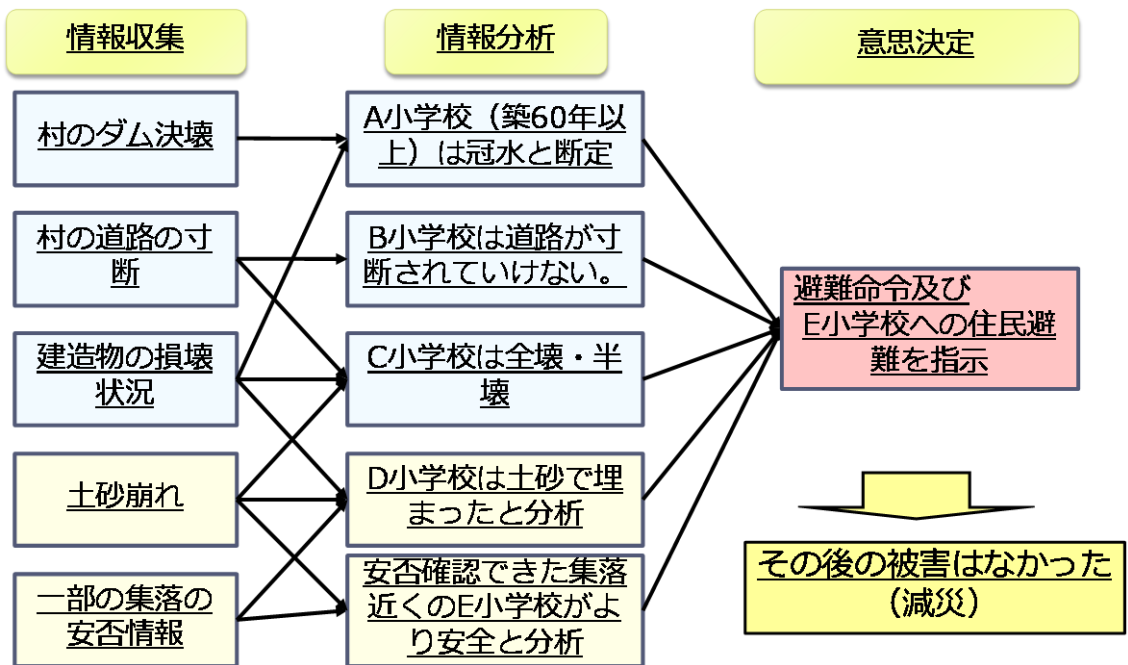 情報収集
情報分析
意思決定
村のダム決壊
村の道路の寸
断
建造物の損壊
状況
土砂崩れ
一部の集落の
安否情報
A小学校（築60年以
上）は冠水と断定
B小学校は道路が寸
断されていけない。
C小学校は全壊・半
壊
D小学校は土砂で埋
まったと分析
安否確認できた集落
近くのE小学校がよ
り安全と分析
避難命令及び
E小学校への住民避
難を指示
その後の被害はなかった
（減災）